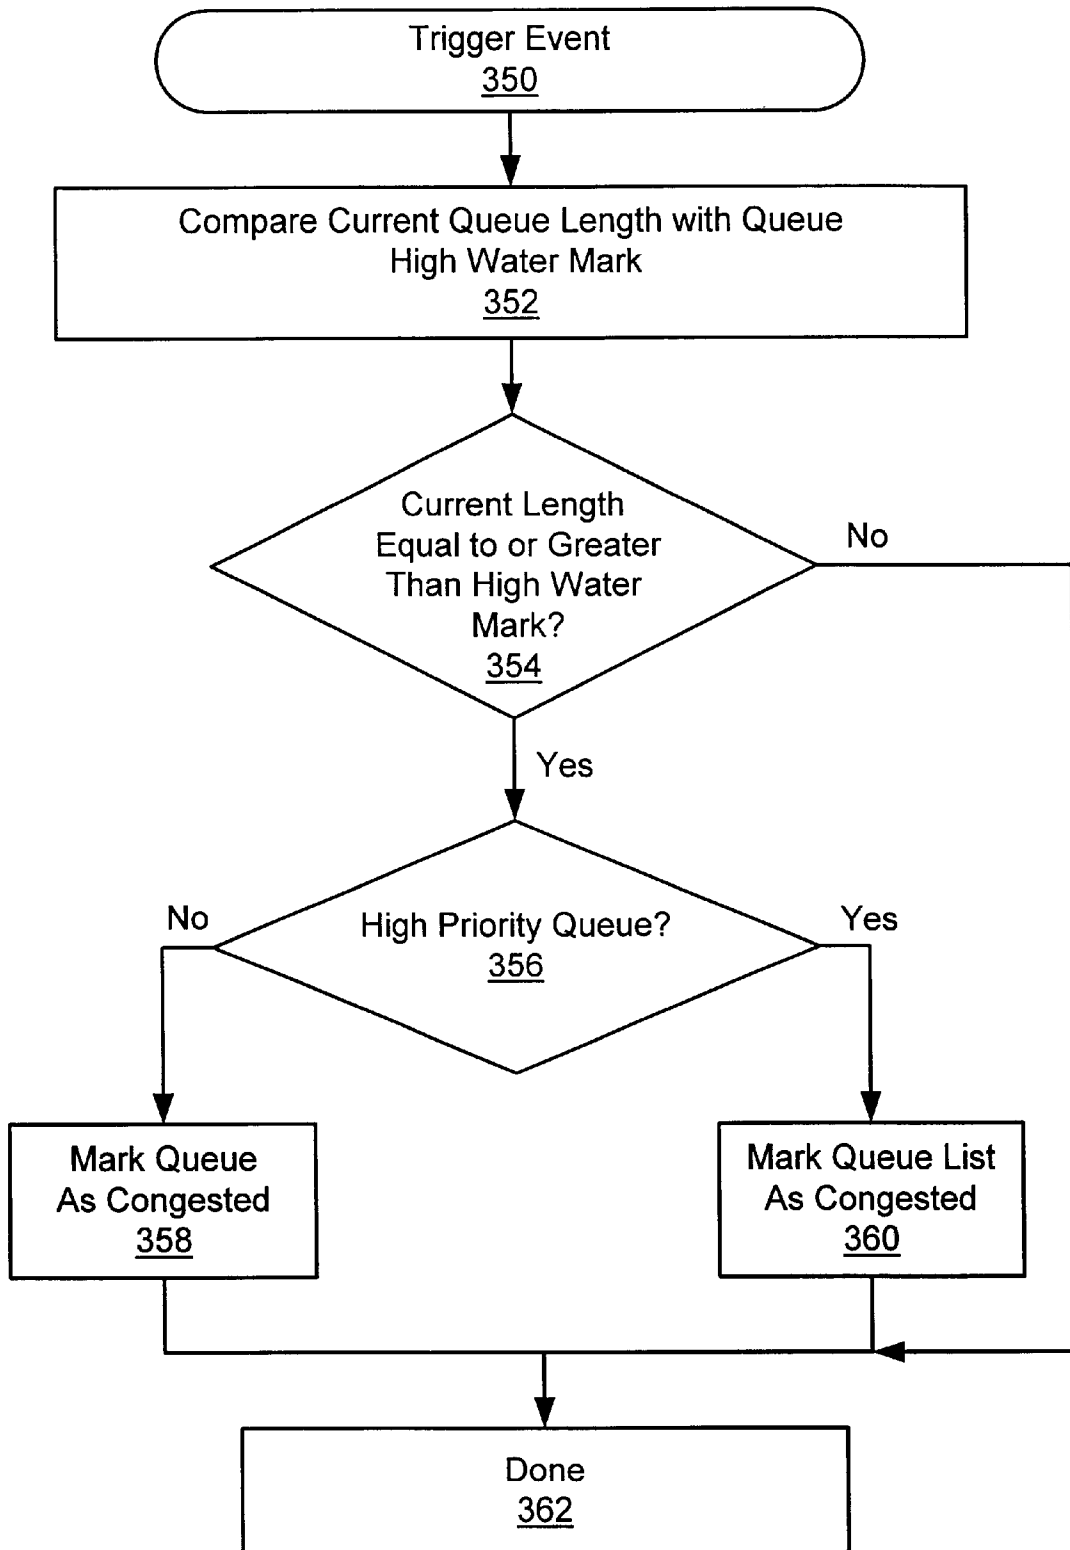 Trigger Event
350
Compare Current Queue Length with Queue
High Water Mark
352
Current Length
Equal to or Greater
Than High Water
Mark?
354
No
Yes
High Priority Queue?
356
No
Yes
Mark Queue
As Congested
358
Mark Queue List
As Congested
360
Done
362